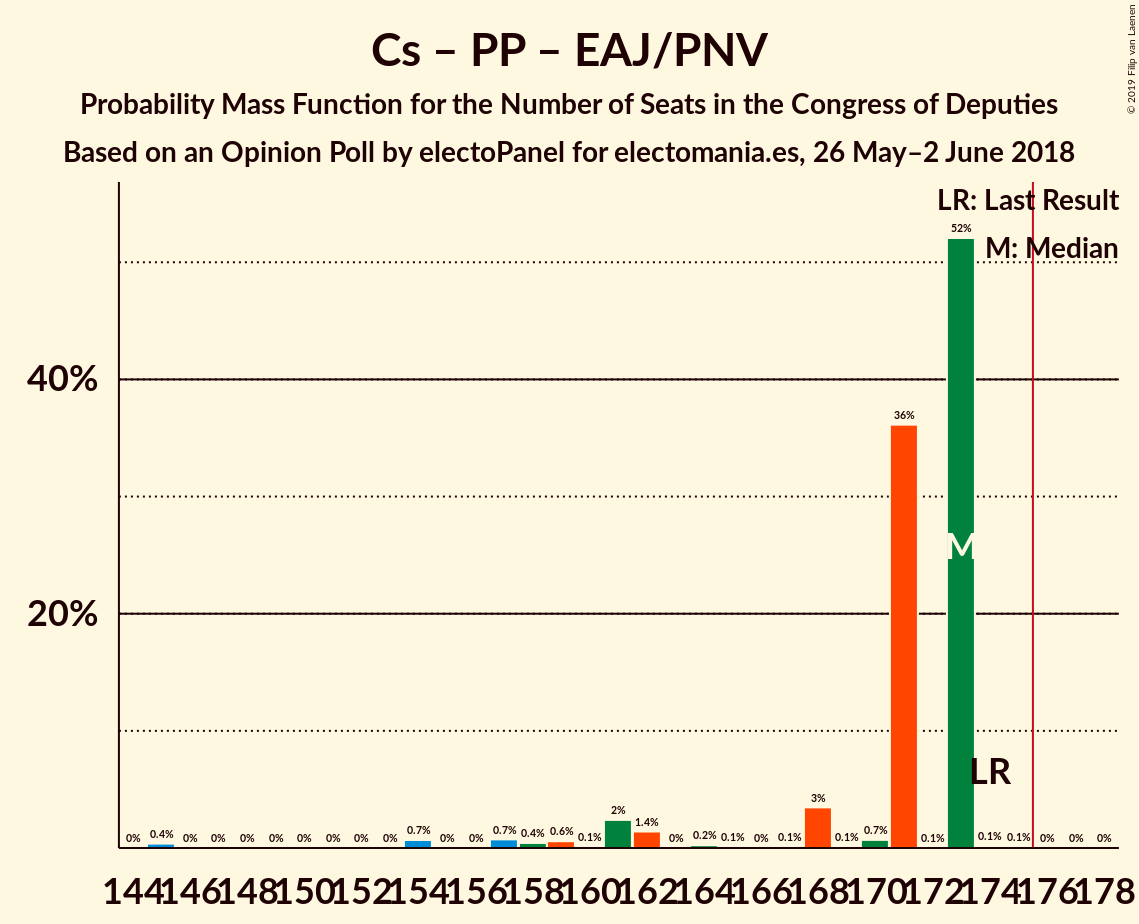 Cs – PP – EAJ/PNV
Probability Mass Function for the Number of Seats in the Congress of Deputies
Based on an Opinion Poll by electoPanel for electomania.es, 26 May–2 June 2018
© 2019 Filip van Laenen
LR: Last Result
M: Median
40%
20%
0% 0.4% 0% 0% 0% 0% 0% 0% 0% 0% 0.7% 0% 0% 0.7% 0.4% 0.6% 0.1% 2% 1.4% 0% 0.2% 0.1% 0% 0.1% 3% 0.1% 0.7% 36% 0.1% 52% 0.1% 0.1% 0% 0% 0%
M
LR
144 146 148 150 152 154 156 158 160 162 164 166 168 170 172 174 176 178